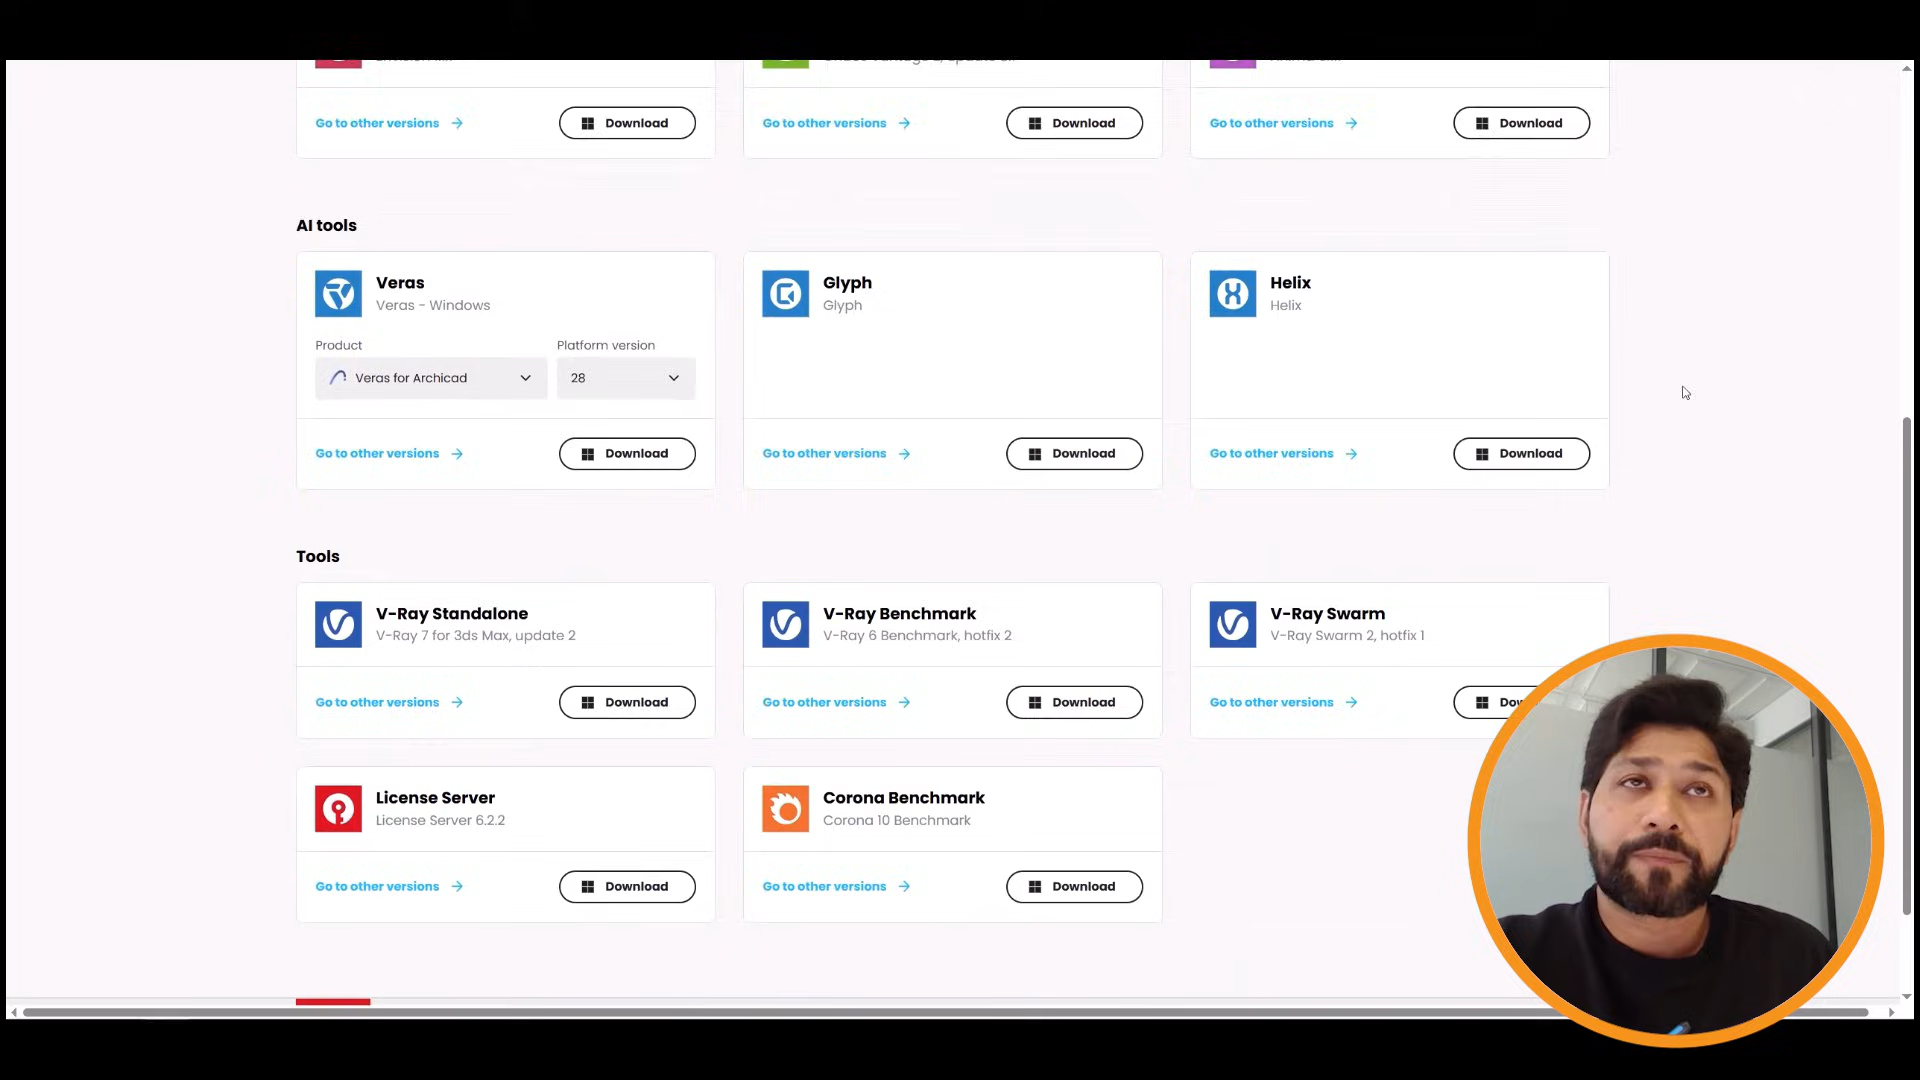 Go to other versions Download Go to other versions Download Go to other versions Download
AI tools
Veras Glyph Helix
Veras - Windows Glyph Helix
Product Platform version
Veras for Archicad 28
Go to other versions Download Go to other versions Download Go to other versions Download
Tools
V-Ray Standalone V-Ray Benchmark V-Ray Swarm
V-Ray 7 for 3ds Max, update 2 V-Ray 6 Benchmark, hotfix 2 V-Ray Swarm 2, hotfix 1
Go to other versions Download Go to other versions Download Go to other versions Dow
License Server Corona Benchmark
License Server 6.2.2 Corona 10 Benchmark
Go to other versions Download Go to other versions Download